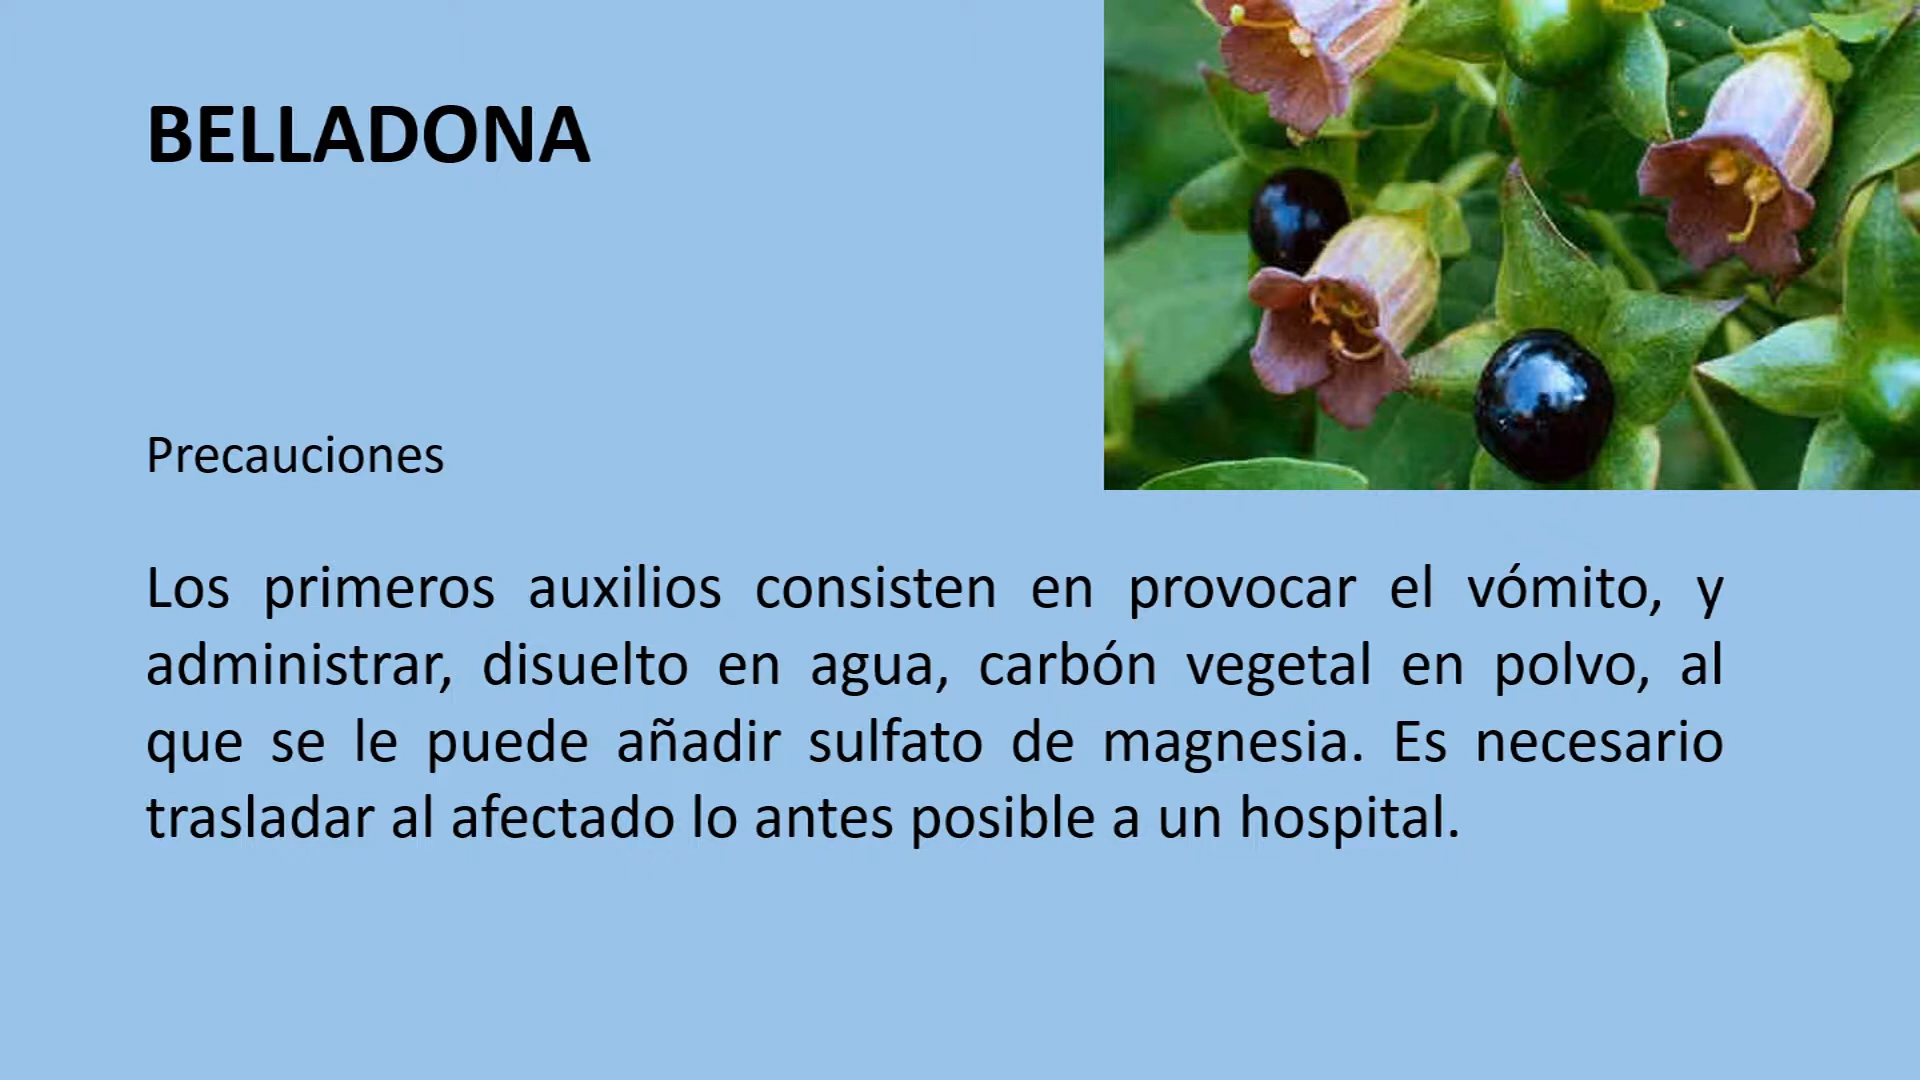 BELLADONA
Precauciones
Los primeros auxilios consisten en provocar el vómito, y
administrar, disuelto en agua, carbón vegetal en polvo, al
que se le puede añadir sulfato de magnesia. Es necesario
trasladar al afectado lo antes posible a un hospital.